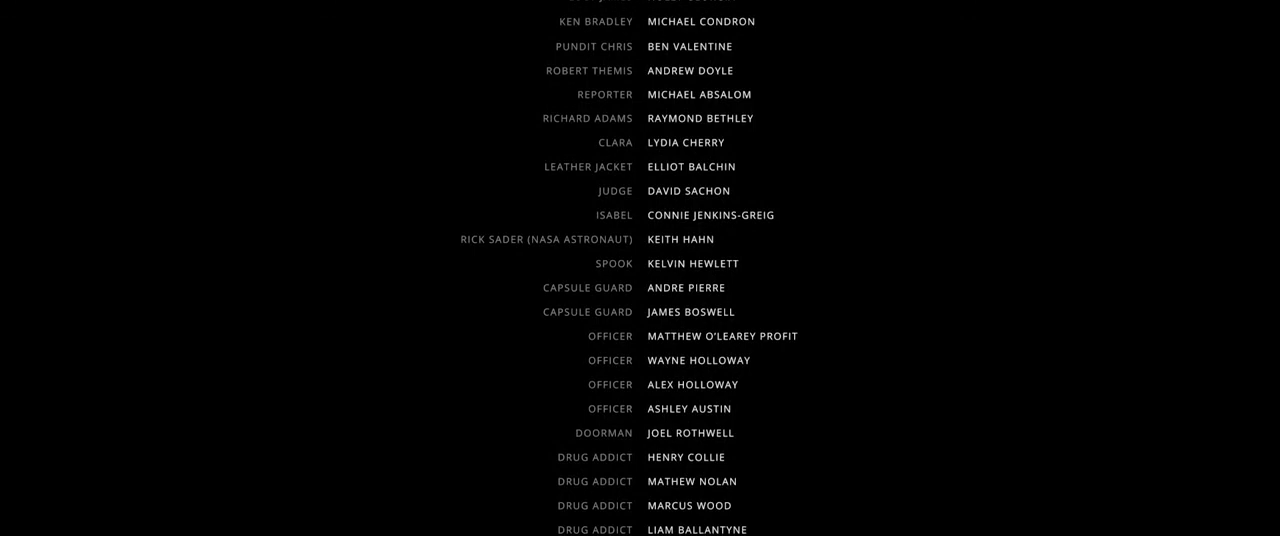 KEN BRADLEY MICHAEL CONDRON
PUNDIT CHRIS BEN VALENTINE
ROBERT THEMIS ANDREW DOYLE
REPORTER MICHAEL ABSALOM
RICHARD ADAMS RAYMOND BETHLEY
CLARA LYDIA CHERRY
LEATHER JACKET ELLIOT BALCHIN
JUDGE DAVID SACHON
ISABEL CONNIE JENKINS-GREIG
RICK SADER (NASA ASTRONAUT) KEITH HAHN
SPOOK KELVIN HEWLETT
CAPSULE GUARD ANDRE PIERRE
CAPSULE GUARD JAMES BOSWELL
OFFICER MATTHEW O’LEAREY PROFIT
OFFICER WAYNE HOLLOWAY
OFFICER ALEX HOLLOWAY
OFFICER ASHLEY AUSTIN
DOORMAN JOEL ROTHWELL
DRUG ADDICT HENRY COLLIE
DRUG ADDICT MATHEW NOLAN
DRUG ADDICT MARCUS WOOD
DRUG ADDICT LIAM BALLANTYNE